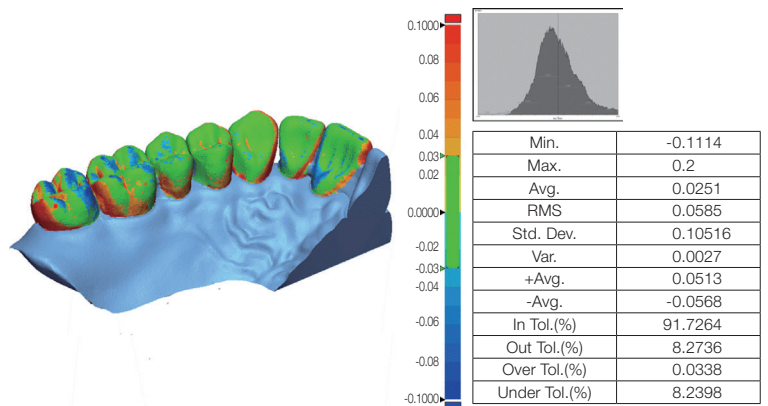 0.1000
0.08
0.06
0.04
0.03
0.02
0.0000
-0.02
-0.03
-0.04
-0.06
-0.08
-0.1000
Min. -0.1114
Max. 0.2
Avg. 0.0251
RMS 0.0585
Std. Dev. 0.10516
Var. 0.0027
+Avg. 0.0513
-Avg. -0.0568
In Tol.(%) 91.7264
Out Tol.(%) 8.2736
Over Tol.(%) 0.0338
Under Tol.(%) 8.2398